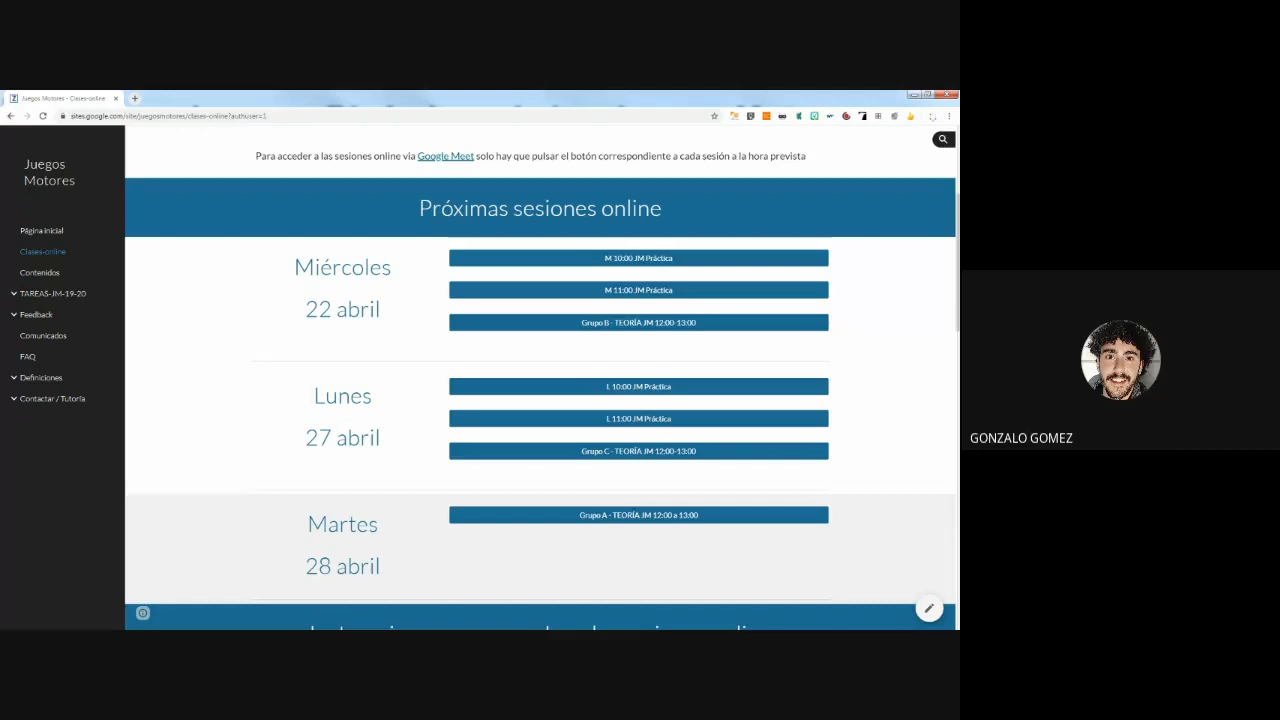 Juegos Motores - Clases-online
sites.google.com/site/juegosmotores/clases-online?authuser=1
Juegos
Motores
Página inicial
Clases-online
Contenidos
TAREAS-JM-19-20
Feedback
Comunicados
FAQ
Definiciones
Contactar / Tutoría
Para acceder a las sesiones online via Google Meet solo hay que pulsar el botón correspondiente a cada sesión a la hora prevista
Próximas sesiones online
Miércoles
22 abril
M 10:00 JM Práctica
M 11:00 JM Práctica
Grupo B - TEORÍA JM 12:00-13:00
Lunes
27 abril
L 10:00 JM Práctica
L 11:00 JM Práctica
Grupo C - TEORÍA JM 12:00-13:00
Martes
28 abril
Grupo A - TEORÍA JM 12:00 a 13:00
GONZALO GOMEZ